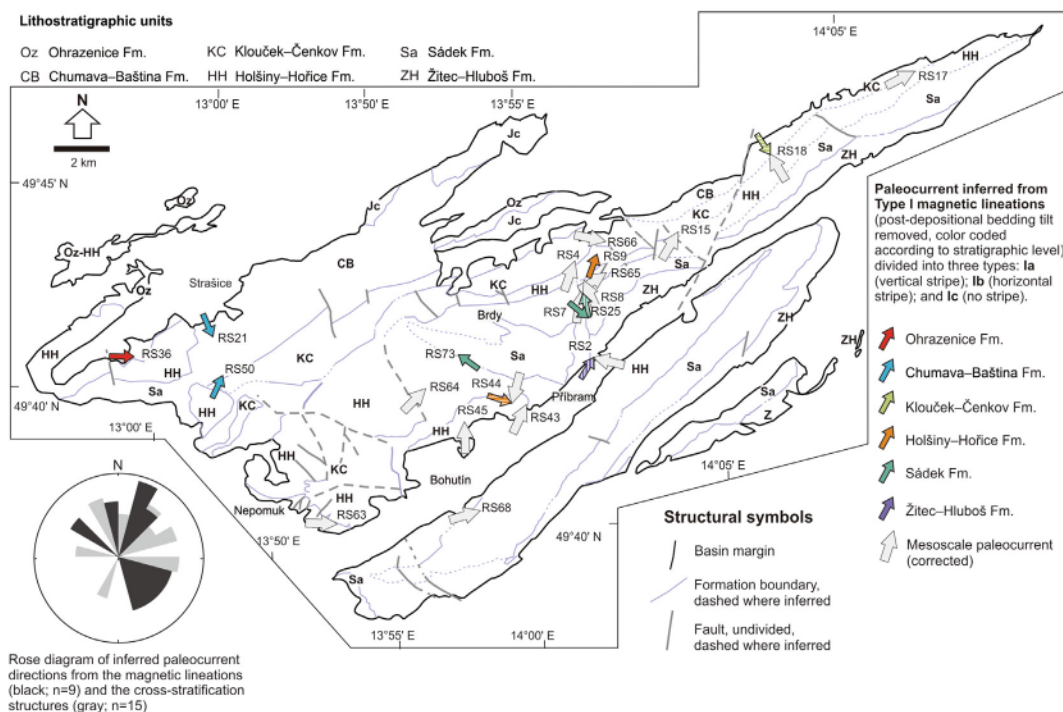 Lithostratigraphic units
Oz Ohrazenice Fm. KC Klouček–Čenkov Fm. Sa Sádek Fm.
CB Chumava–Baština Fm. HH Holšiny–Hořice Fm. ZH Žitec–Hluboš Fm.
14°05' E
13°00' E 13°50' E 13°55' E
N
2 km
49°45' N
HH
KC
RS17
Sa
Jc
RS18
Sa
ZH
CB
HH
Oz
Oz
Jc
Jc
KC
RS15
Oz-HH
CB
RS66
RS4
RS9
RS65
Sa
Oz
Strašice
KC
HH
RS8
ZH
RS7
RS25
Brdy
ZH
RS21
RS2
ZH
HH
RS36
KC
RS73
Sa
HH
HH
RS50
RS44
Sa
Sa
RS64
Příbram
Z
49°40' N
HH
KC
HH
RS45
RS43
13°00' E
HH
HH
KC
Bohutín
14°05' E
HH
Nepomuk
RS63
RS68
13°50' E
49°40' N
Sa
13°55' E
14°00' E
Paleocurrent inferred from
Type I magnetic lineations
(post-depositional bedding tilt
removed, color coded
according to stratigraphic level)
divided into three types: Ia
(vertical stripe); Ib (horizontal
stripe); and Ic (no stripe).
Ohrazenice Fm.
Chumava–Baština Fm.
Klouček–Čenkov Fm.
Holšiny–Hořice Fm.
Sádek Fm.
Žitec–Hluboš Fm.
Mesoscale paleocurrent
(corrected)
Structural symbols
Basin margin
Formation boundary,
dashed where inferred
Fault, undivided,
dashed where inferred
N
Rose diagram of inferred paleocurrent
directions from the magnetic lineations
(black; n=9) and the cross-stratification
structures (gray; n=15)